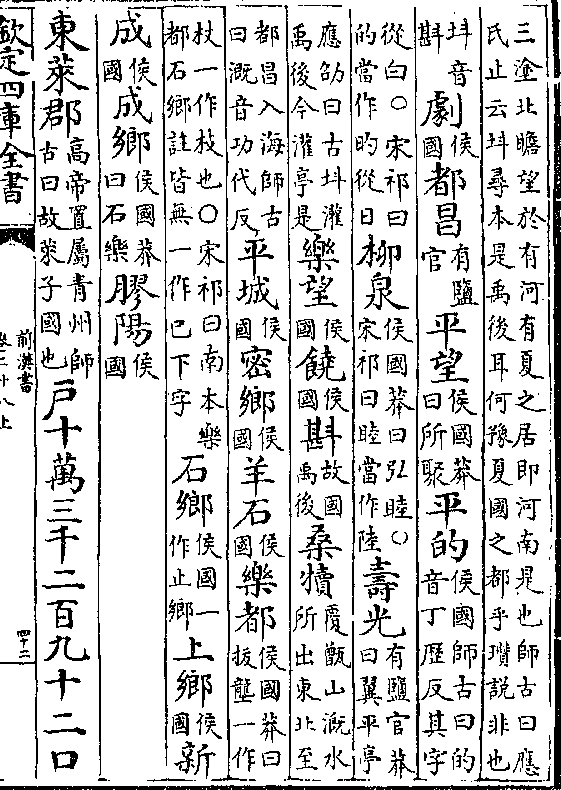 三塗北瞻望於有河有夏之居即河南是也師古曰應氏止云尋本是禹後耳何豫夏國之都乎瓚說非也
音斟劇侯國都昌有鹽官平望侯國莽曰所聚平的侯國師古曰的音丁歷反其字
從白○宋祁曰的當作旳從日柳泉侯國莽曰弘睦○宋祁曰睦當作陸壽光有鹽官莽曰翼平亭
應劭曰古灌禹後今灌亭是樂望侯國饒侯國斟故國禹後桑犢覆甑山溉水所出東北至
都昌入海師古曰溉音功代反平城侯國密鄉侯國羊石侯國樂都侯國莽曰拔壟一作
杖一作枝也○宋祁曰南本樂都石鄉註皆無一作已下字石鄉侯國一作止鄉上鄉侯國新
成侯國成鄉侯國莽曰石樂膠陽侯國
東萊郡高帝置屬青州師古曰故萊子國也戶十萬三千二百九十二口
欽定四庫全書
前漢書
卷二十八上
四十二